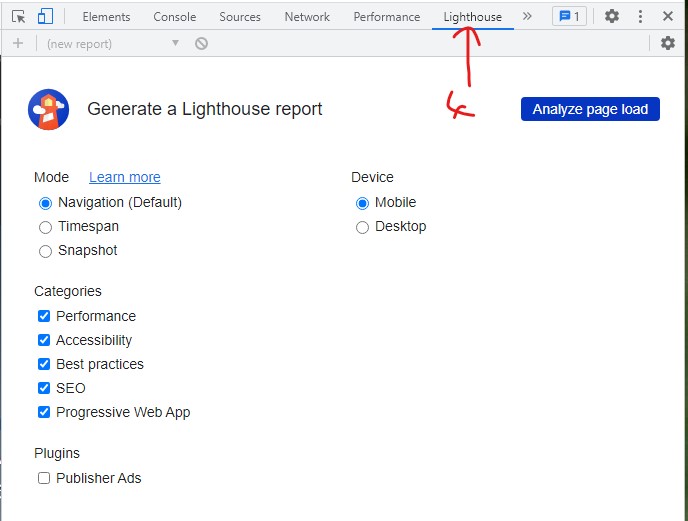 Elements Console Sources Network Performance Lighthouse » 1
(new report)
4
Generate a Lighthouse report Analyze page load
Mode Learn more Device
Navigation (Default) Mobile
Timespan Desktop
Snapshot
Categories
Performance
Accessibility
Best practices
SEO
Progressive Web App
Plugins
Publisher Ads